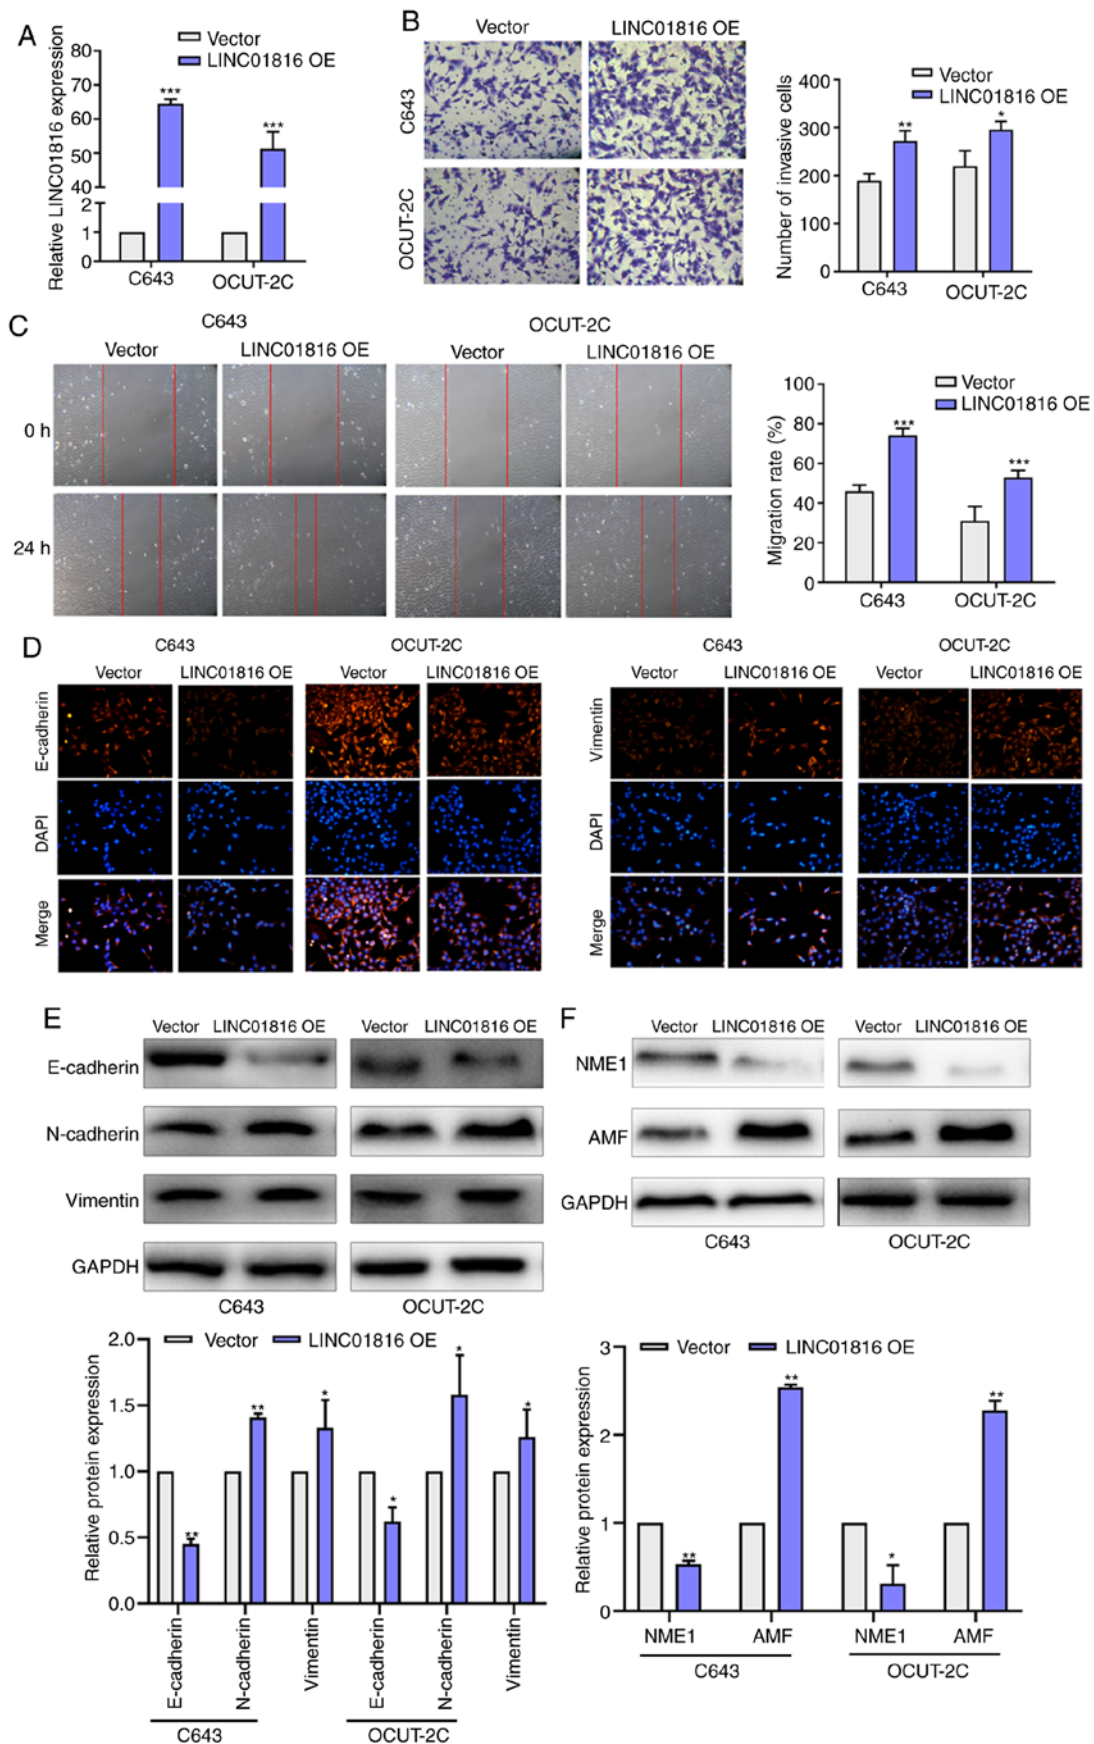 A
Vector
LINC01816 OE
Relative LINC01816 expression
80
70
60
50
40
2
1
0
***
***
C643
OCUT-2C
B
Vector
LINC01816 OE
C643
OCUT-2C
Vector
LINC01816 OE
Number of invasive cells
400
300
200
100
0
**
*
C643
OCUT-2C
C
C643
OCUT-2C
Vector
LINC01816 OE
Vector
LINC01816 OE
0 h
24 h
Vector
LINC01816 OE
Migration rate (%)
100
80
60
40
20
0
***
***
C643
OCUT-2C
D
C643
OCUT-2C
Vector
LINC01816 OE
Vector
LINC01816 OE
E-cadherin
DAPI
Merge
C643
OCUT-2C
Vector
LINC01816 OE
Vector
LINC01816 OE
Vimentin
DAPI
Merge
E
Vector LINC01816 OE
Vector LINC01816 OE
E-cadherin
N-cadherin
Vimentin
GAPDH
C643
OCUT-2C
Vector
LINC01816 OE
Relative protein expression
2.0
1.5
1.0
0.5
0.0
**
**
*
*
*
*
E-cadherin
N-cadherin
Vimentin
E-cadherin
N-cadherin
Vimentin
C643
OCUT-2C
F
Vector LINC01816 OE
Vector LINC01816 OE
NME1
AMF
GAPDH
C643
OCUT-2C
Vector
LINC01816 OE
Relative protein expression
3
2
1
0
**
**
*
**
NME1
AMF
NME1
AMF
C643
OCUT-2C